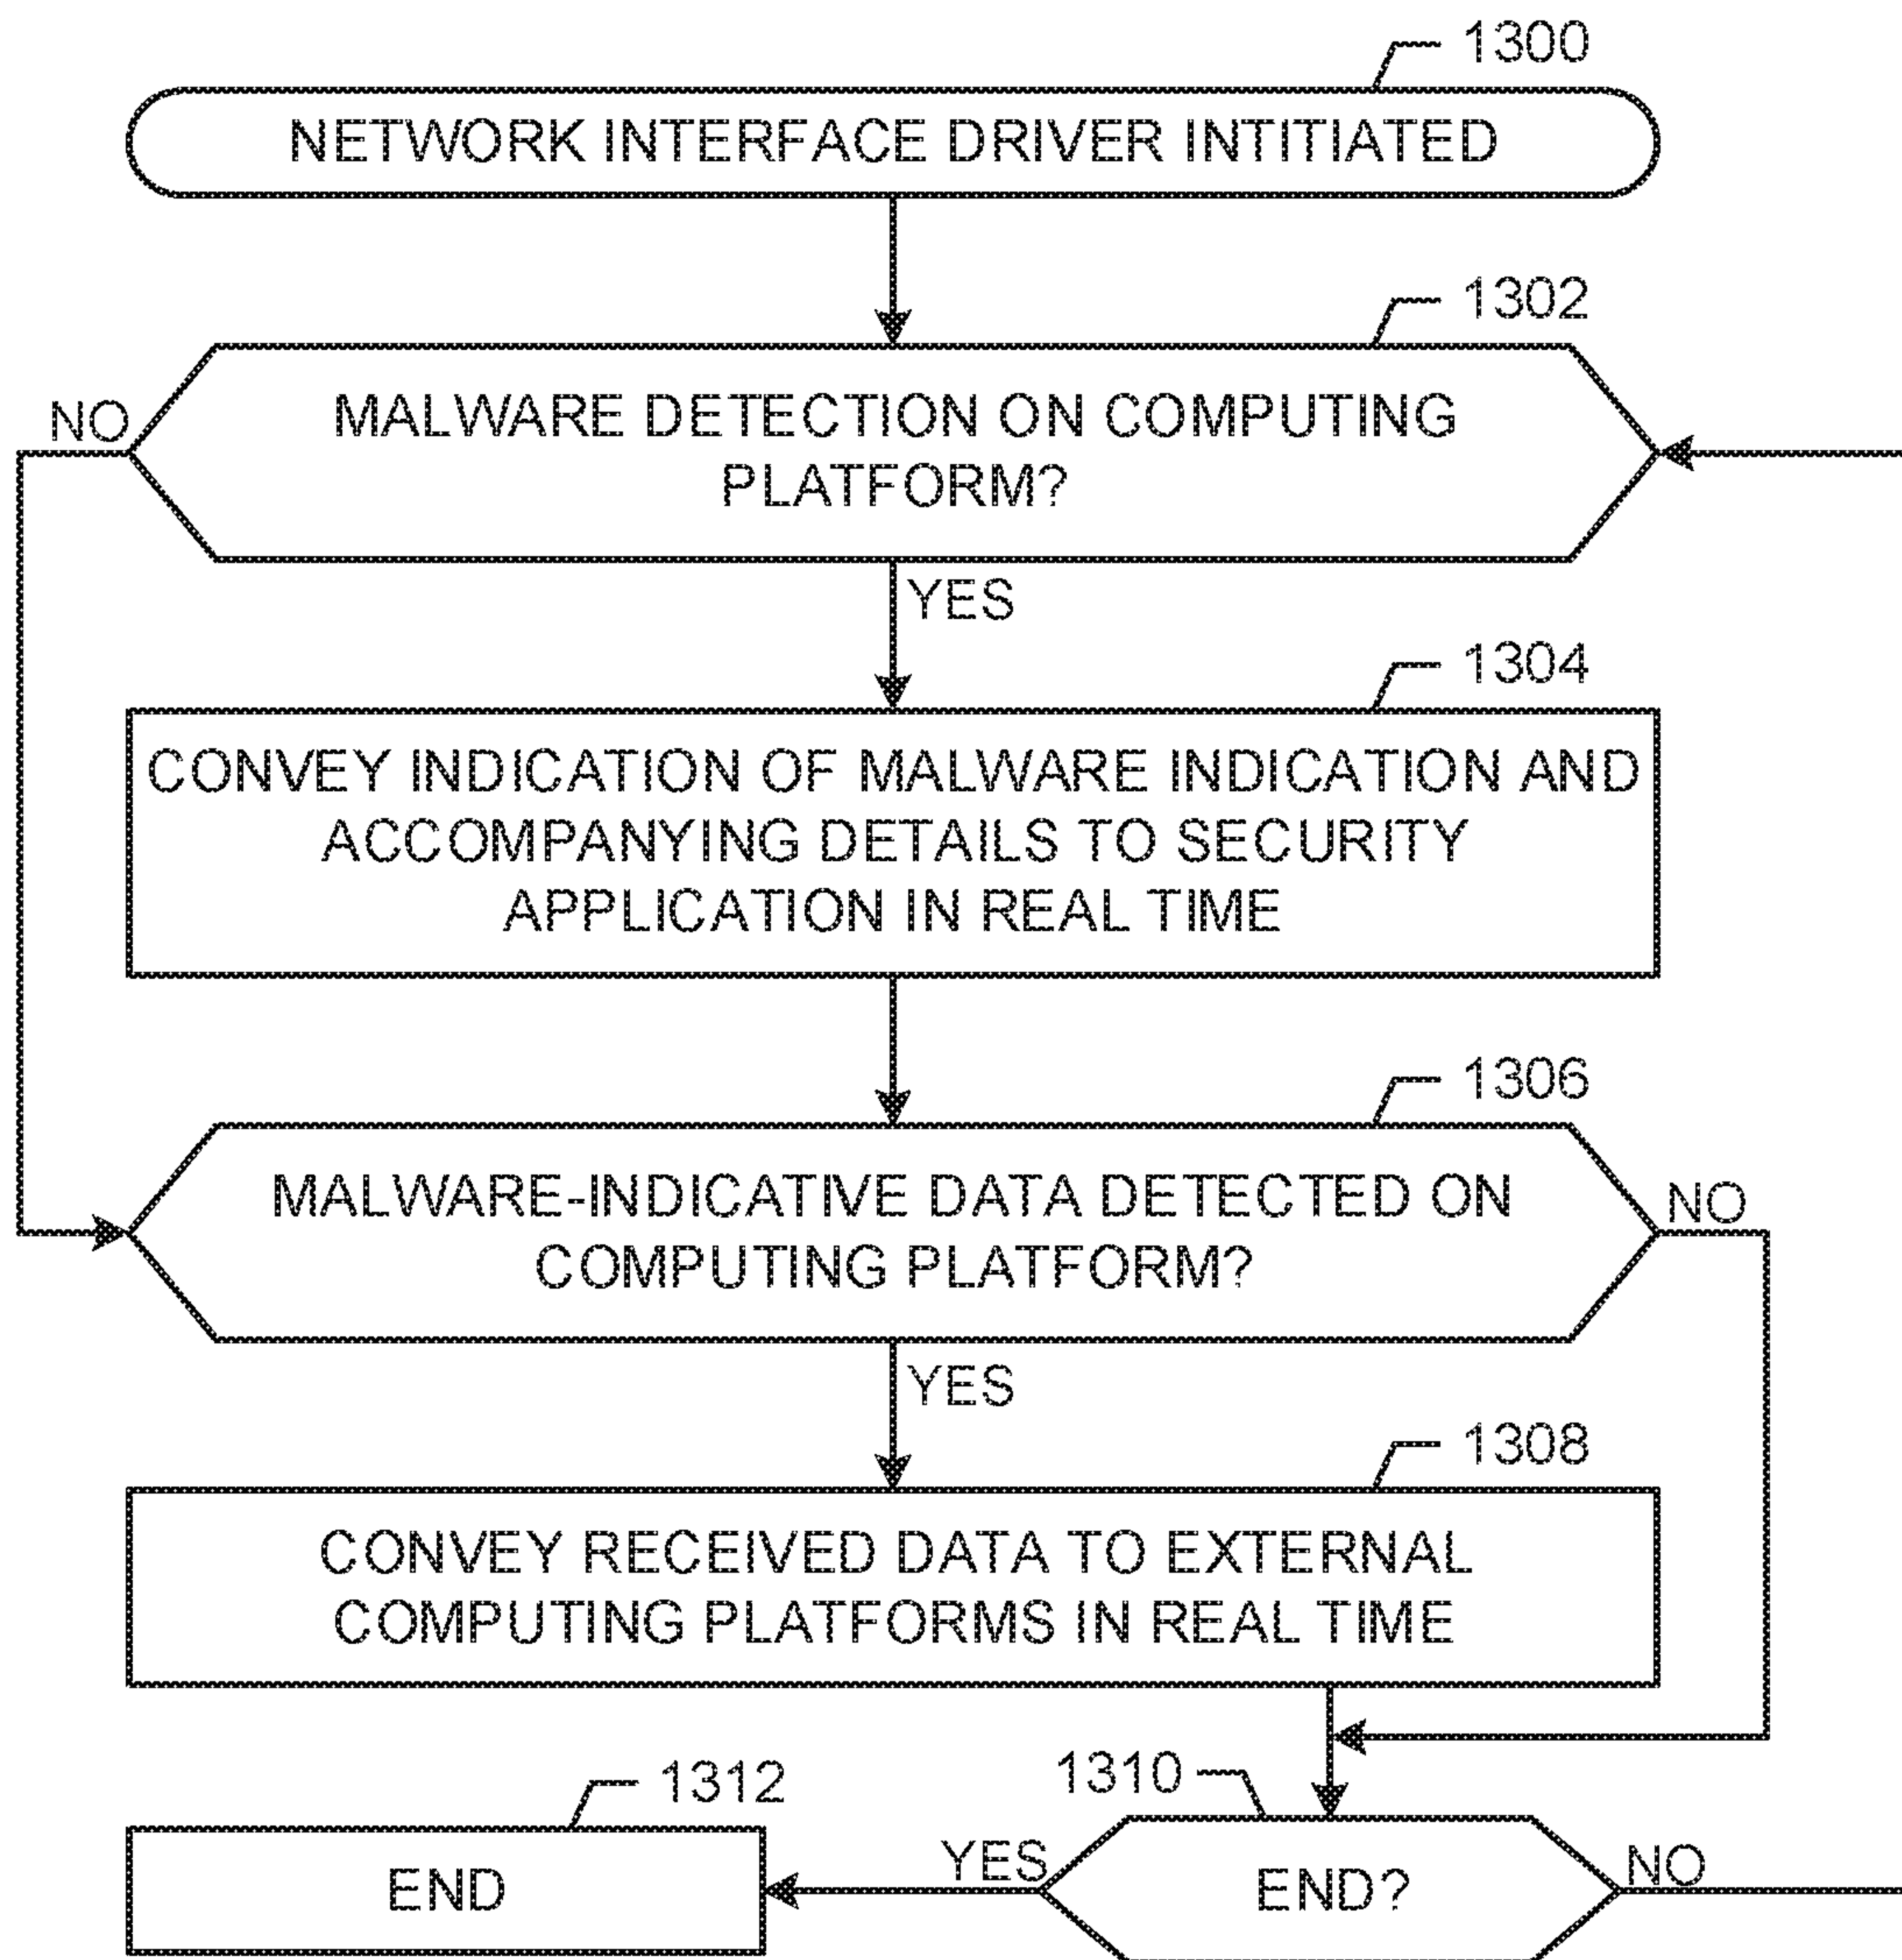 1300
NETWORK INTERFACE DRIVER INTITIATED
1302
NO
MALWARE DETECTION ON COMPUTING
PLATFORM?
YES
1304
CONVEY INDICATION OF MALWARE INDICATION AND
ACCOMPANYING DETAILS TO SECURITY
APPLICATION IN REAL TIME
1306
MALWARE-INDICATIVE DATA DETECTED ON
COMPUTING PLATFORM?
NO
YES
1308
CONVEY RECEIVED DATA TO EXTERNAL
COMPUTING PLATFORMS IN REAL TIME
1312
1310
END
YES
END?
NO